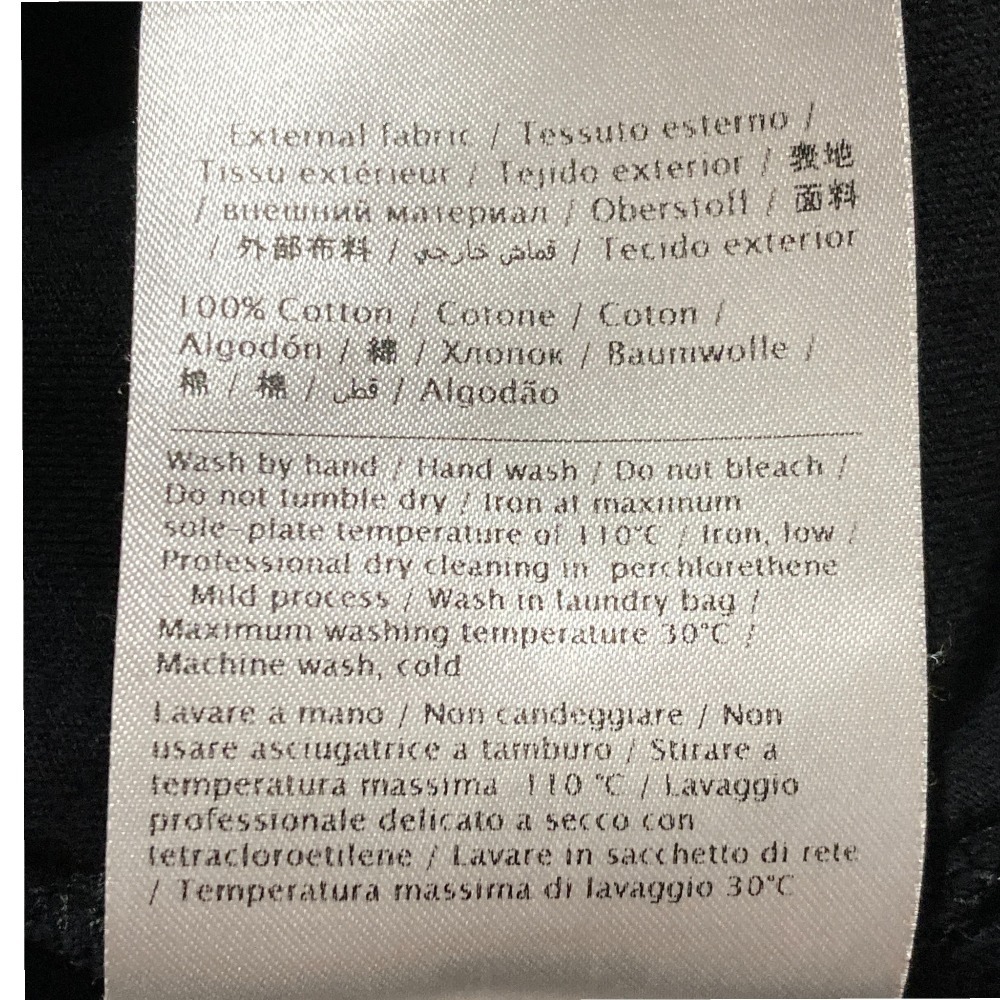 External fabric / Tessuto esterno /
Tissu extérieur / Tejido exterior / 表地
/ внешний материал / Oberstoff / 面料
/ 外部布料 / قماش خارجي / Tecido exterior
100% Cotton / Cotone / Coton /
Algodón / 綿 / Хлопок / Baumwolle /
棉 / 棉 / قطن / Algodão
Wash by hand / Hand wash / Do not bleach /
Do not tumble dry / Iron at maximum
sole-plate temperature of 110°C / Iron, low /
Professional dry cleaning in perchlorethene
Mild process / Wash in laundry bag /
Maximum washing temperature 30°C /
Machine wash, cold
Lavare a mano / Non candeggiare / Non
usare asciugatrice a tamburo / Stirare a
temperatura massima 110 °C / Lavaggio
professionale delicato a secco con
tetracloroetilene / Lavare in sacchetto di rete
/ Temperatura massima di lavaggio 30°C